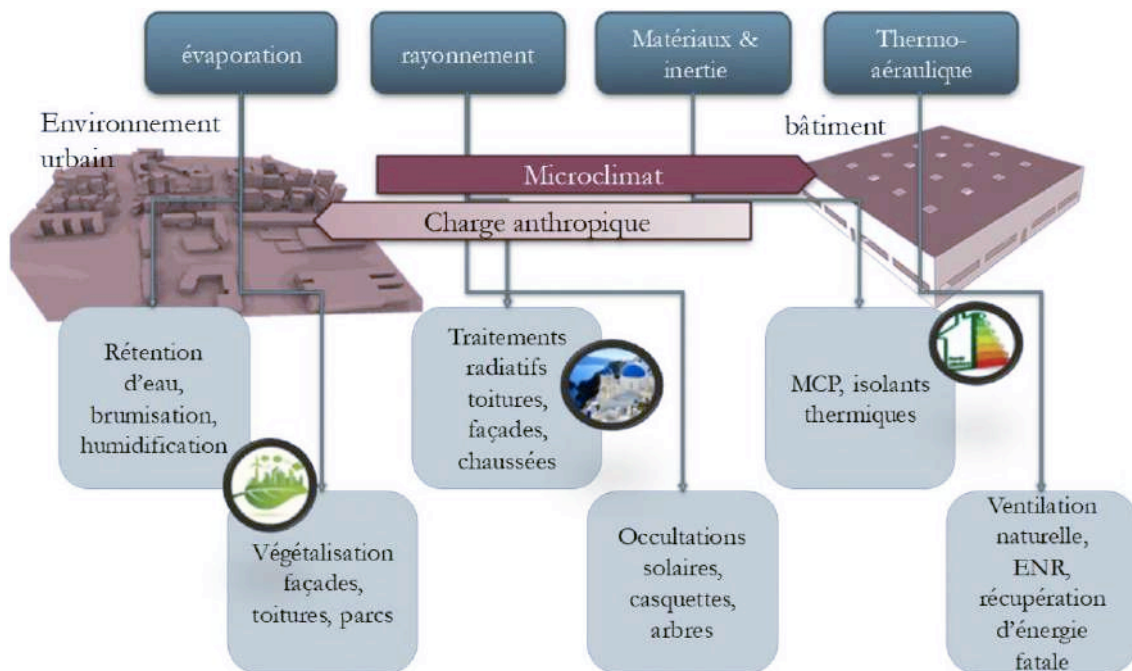 évaporation
rayonnement
Matériaux &
inertie
Thermo-
aéraulique
Environnement
urbain
bâtiment
Microclimat
Charge anthropique
Rétention
d'eau,
brumisation,
humidification
Traitements
radiatifs
toitures,
façades,
chaussées
MCP, isolants
thermiques
Végétalisation
façades,
toitures, parcs
Occultations
solaires,
casquettes,
arbres
Ventilation
naturelle,
ENR,
récupération
d'énergie
fatale